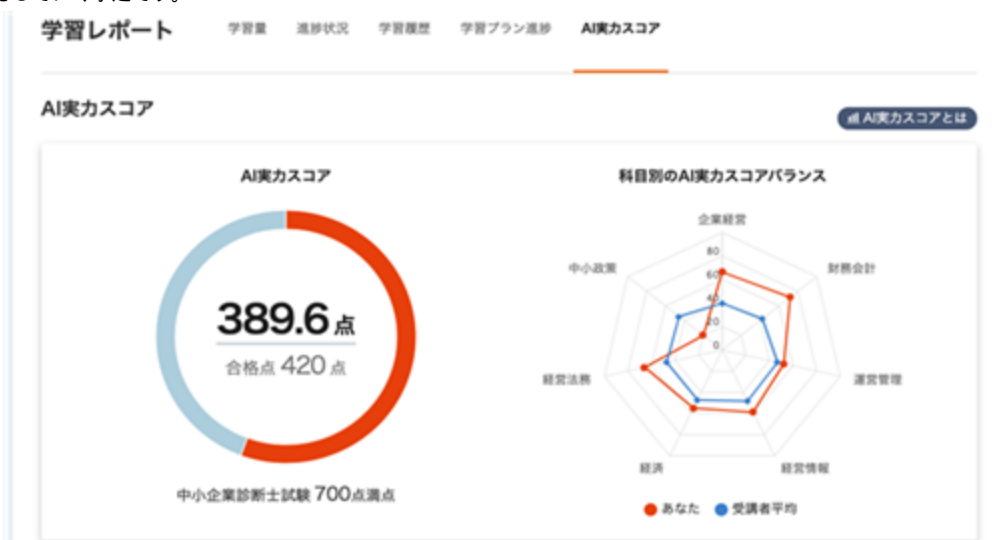 学習レポート 学習量 進捗状況 学習履歴 学習プラン進捗 AI実力スコア
AI実力スコア
AI実力スコアとは
AI実力スコア
科目別のAI実力スコアバランス
389.6点
合格点 420 点
中小企業診断士試験 700点満点
企業経営
80
中小政策
60
財務会計
40
20
0
経営法務
運営管理
経済
経営情報
あなた 受講者平均